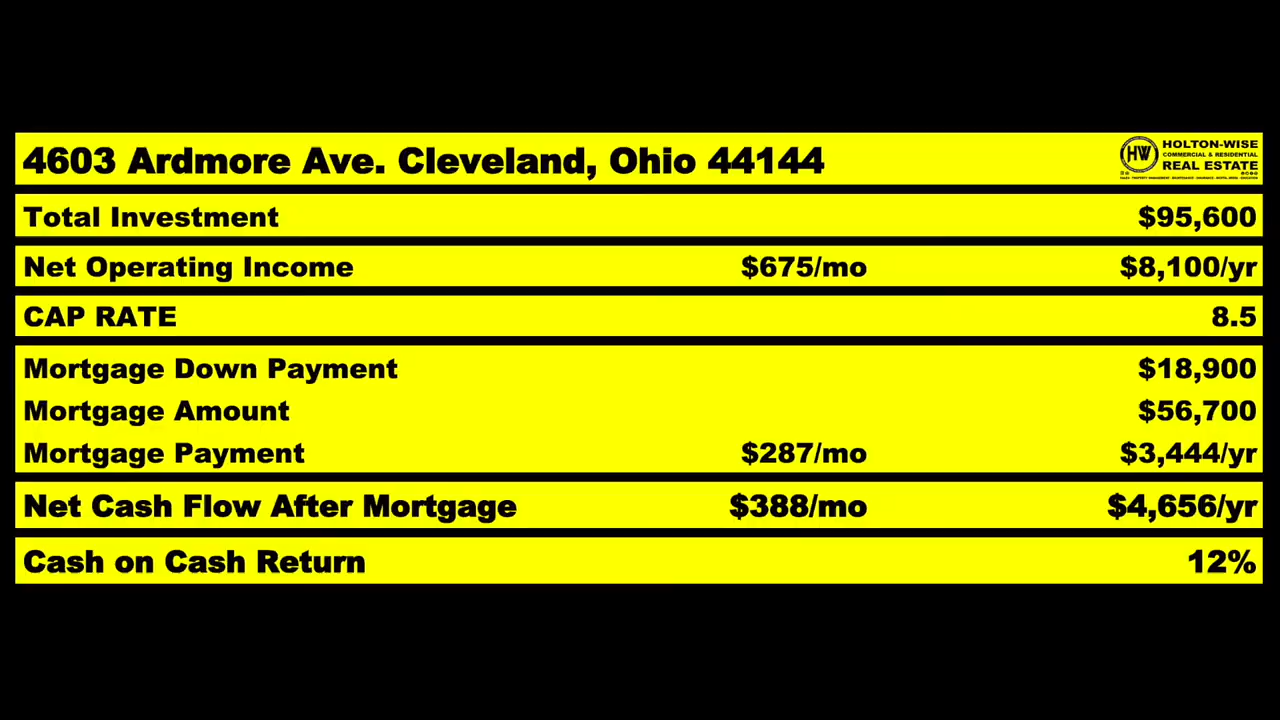 4603 Ardmore Ave. Cleveland, Ohio 44144
HW
HOLTON-WISE
COMMERCIAL & RESIDENTIAL
REAL ESTATE
Total Investment $95,600
Net Operating Income $675/mo $8,100/yr
CAP RATE 8.5
Mortgage Down Payment $18,900
Mortgage Amount $56,700
Mortgage Payment $287/mo $3,444/yr
Net Cash Flow After Mortgage $388/mo $4,656/yr
Cash on Cash Return 12%